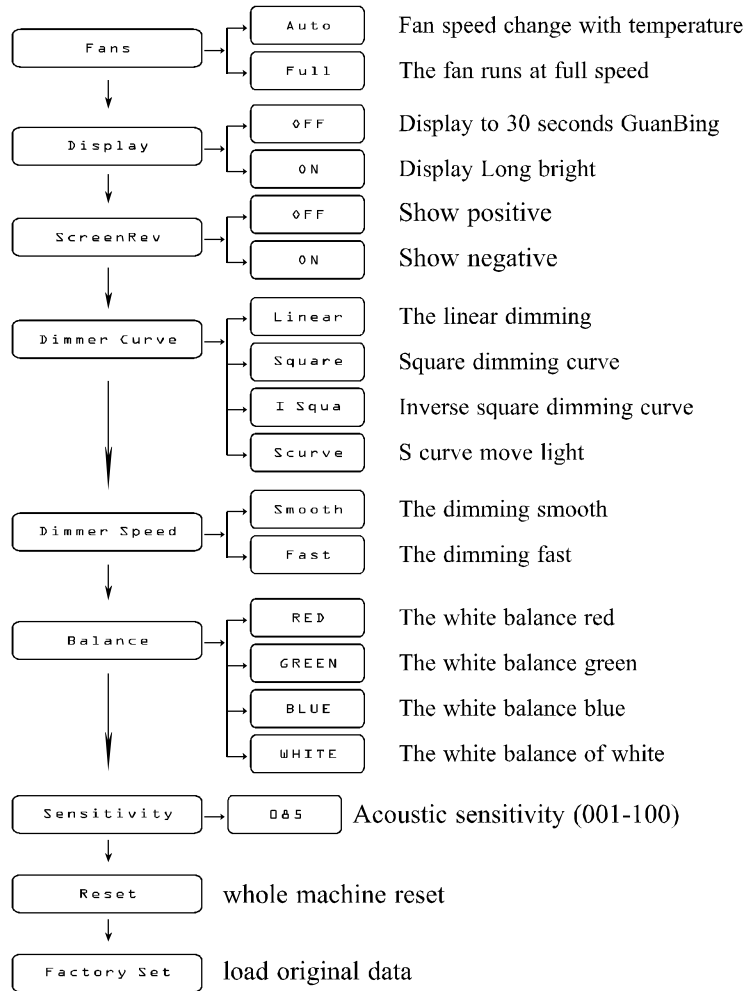 Fans
Auto Fan speed change with temperature
Full The fan runs at full speed
Display
OFF Display to 30 seconds GuanBing
ON Display Long bright
ScreenRev
OFF Show positive
ON Show negative
Dimmer Curve
Linear The linear dimming
Square Square dimming curve
I Squa Inverse square dimming curve
Scurve S curve move light
Dimmer Speed
Smooth The dimming smooth
Fast The dimming fast
Balance
RED The white balance red
GREEN The white balance green
BLUE The white balance blue
WHITE The white balance of white
Sensitivity 085 Acoustic sensitivity (001-100)
Reset whole machine reset
Factory Set load original data